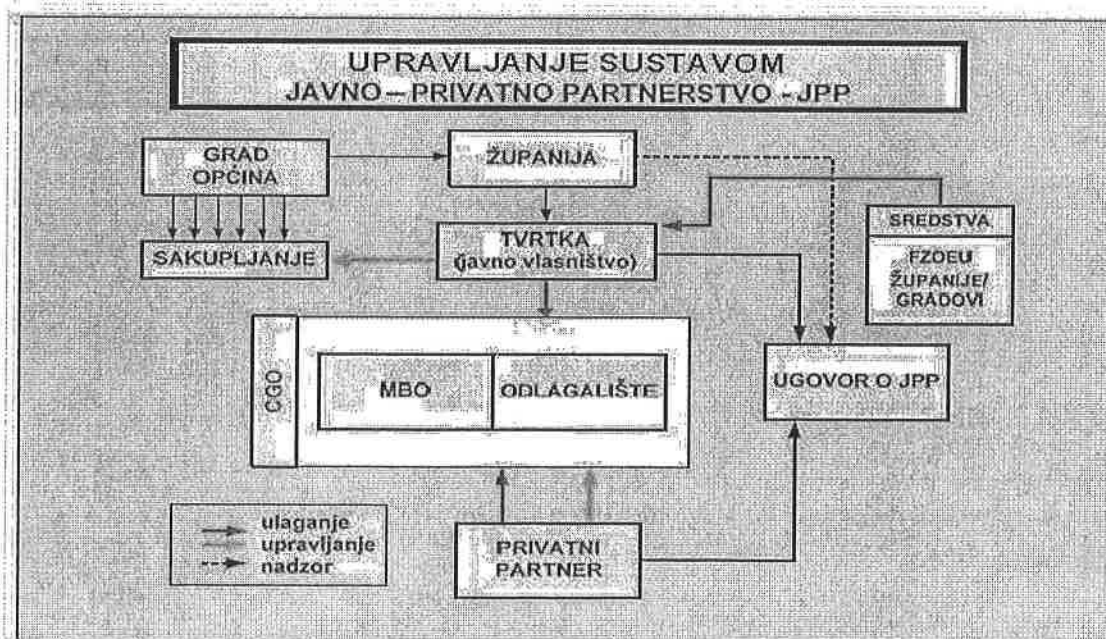 UPRAVLJANJE SUSTAVOM
JAVNO – PRIVATNO PARTNERSTVO - JPP
GRAD
OPĆINA
ŽUPANIJA
SREDSTVA
FZOEU
ŽUPANIJE/
GRADOVI
SAKUPLJANJE
TVRTKA
(javno vlasništvo)
CGO
MBO
ODLAGALIŠTE
UGOVOR O JPP
ulaganje
upravljanje
nadzor
PRIVATNI
PARTNER